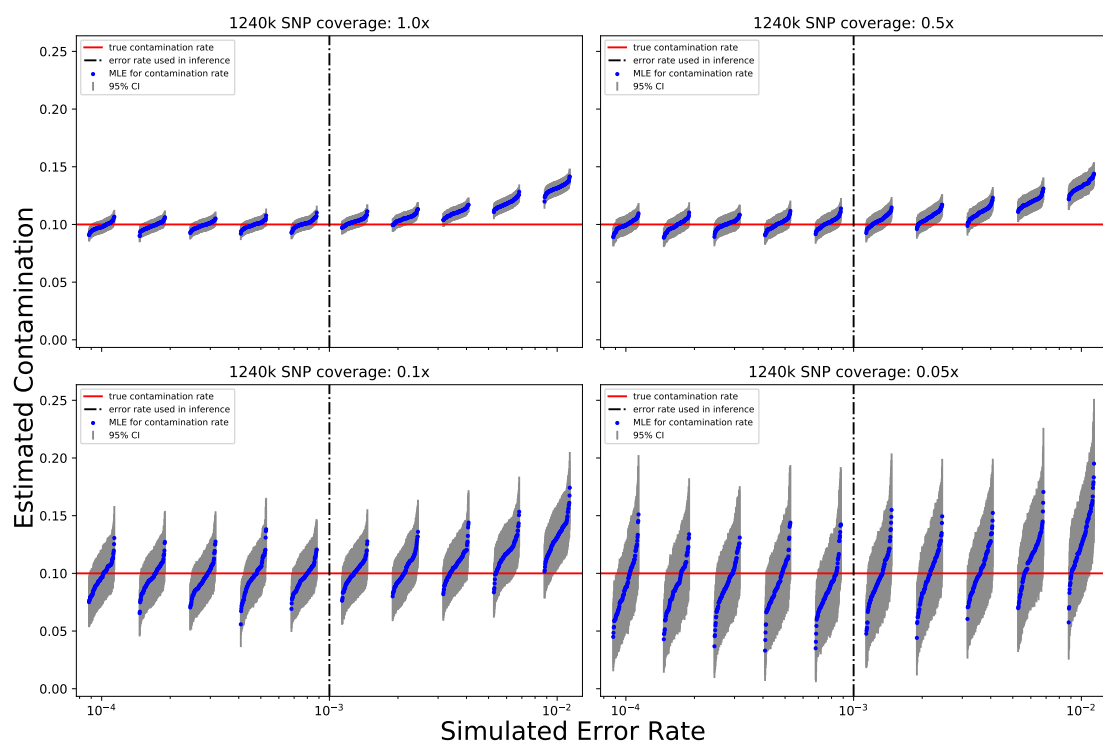 1240k SNP coverage: 1.0x
1240k SNP coverage: 0.5x
0.25
0.20
0.15
0.10
0.05
0.00
true contamination rate
error rate used in inference
MLE for contamination rate
95% CI
true contamination rate
error rate used in inference
MLE for contamination rate
95% CI
1240k SNP coverage: 0.1x
1240k SNP coverage: 0.05x
0.25
0.20
0.15
0.10
0.05
0.00
true contamination rate
error rate used in inference
MLE for contamination rate
95% CI
true contamination rate
error rate used in inference
MLE for contamination rate
95% CI
10⁻⁴
10⁻³
10⁻²
10⁻⁴
10⁻³
10⁻²
Estimated Contamination
Simulated Error Rate